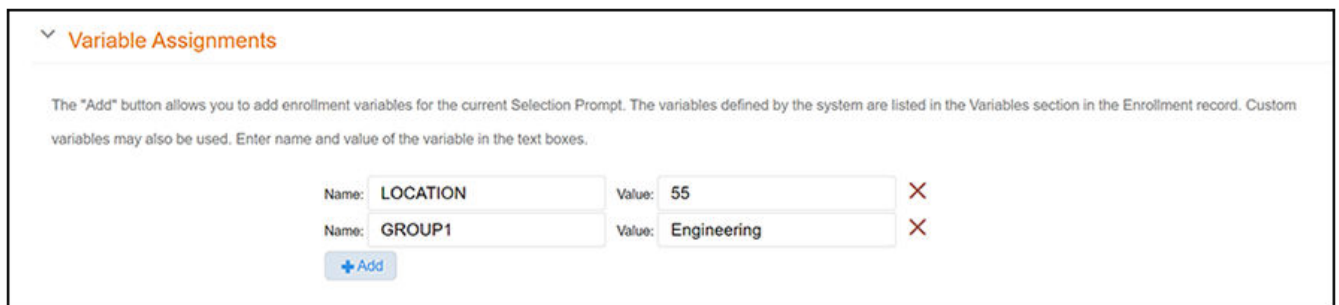 Variable Assignments
The "Add" button allows you to add enrollment variables for the current Selection Prompt. The variables defined by the system are listed in the Variables section in the Enrollment record. Custom
variables may also be used. Enter name and value of the variable in the text boxes.
Name: LOCATION Value: 55
Name: GROUP1 Value: Engineering
Add